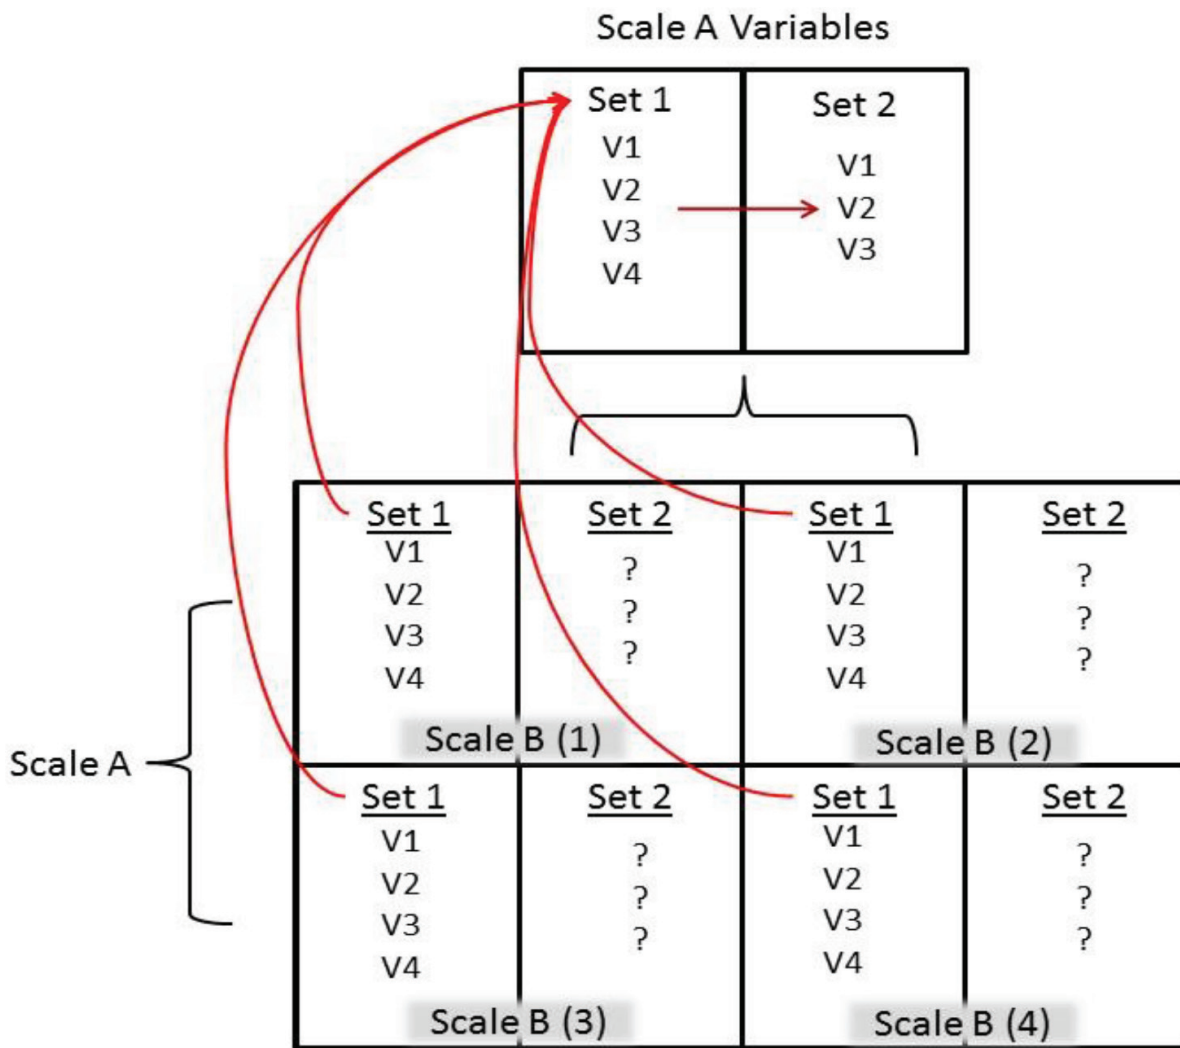 Scale A Variables
Set 1
V1
V2
V3
V4
Set 2
V1
V2
V3
Scale A
Set 1
V1
V2
V3
V4
Set 2
?
?
?
Scale B (1)
Set 1
V1
V2
V3
V4
Set 2
?
?
?
Scale B (2)
Set 1
V1
V2
V3
V4
Set 2
?
?
?
Scale B (3)
Set 1
V1
V2
V3
V4
Set 2
?
?
?
Scale B (4)